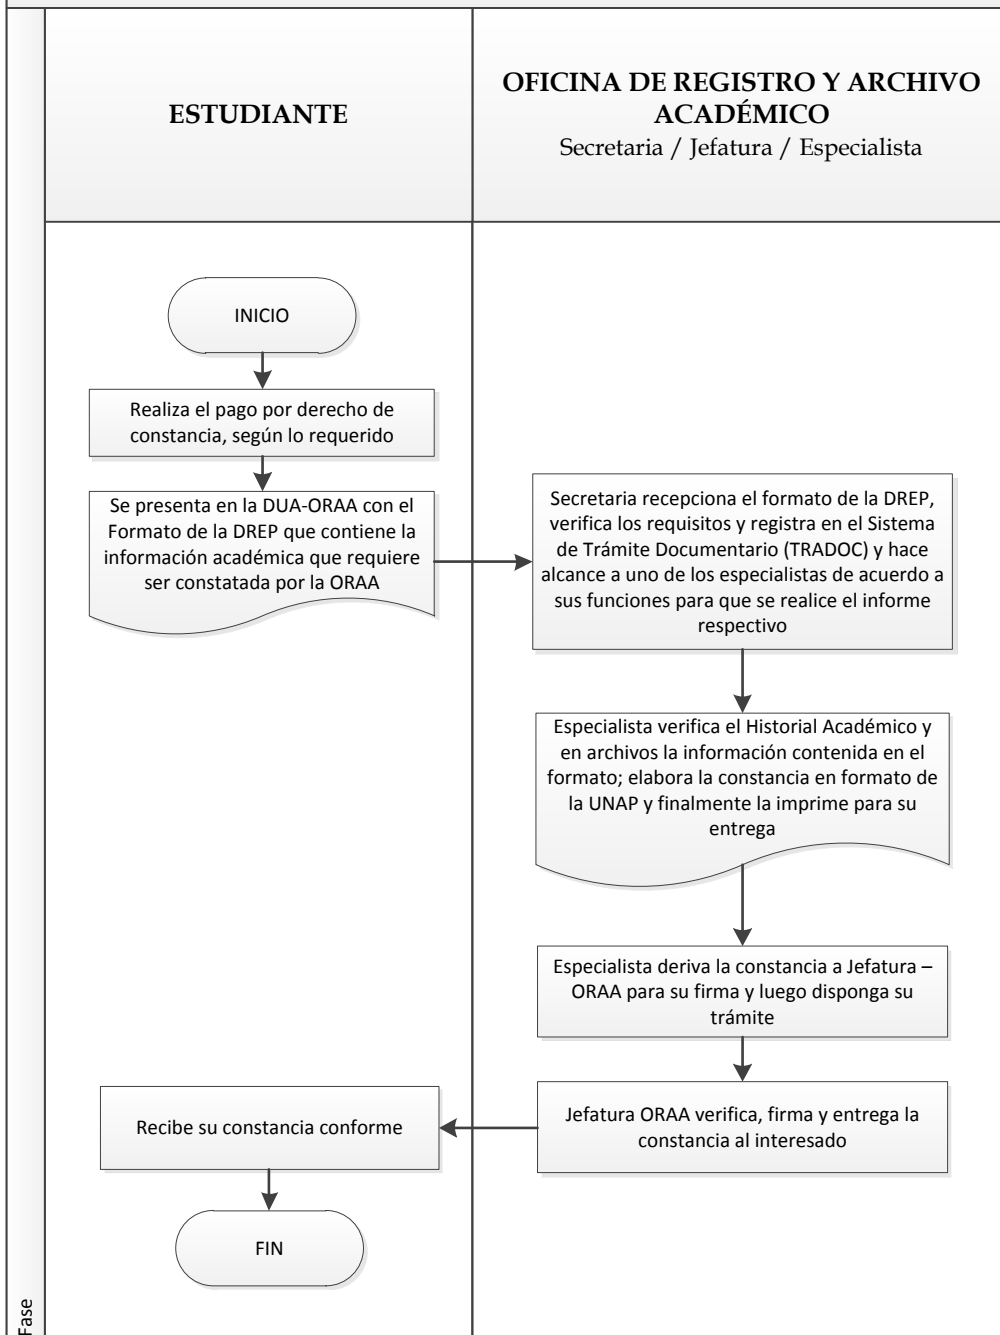 ESTUDIANTE
OFICINA DE REGISTRO Y ARCHIVO
ACADÉMICO
Secretaria / Jefatura / Especialista
INICIO
Realiza el pago por derecho de
constancia, según lo requerido
Se presenta en la DUA-ORAA con el
Formato de la DREP que contiene la
información académica que requiere
ser constatada por la ORAA
Secretaria recepciona el formato de la DREP,
verifica los requisitos y registra en el Sistema
de Trámite Documentario (TRADOC) y hace
alcance a uno de los especialistas de acuerdo a
sus funciones para que se realice el informe
respectivo
Especialista verifica el Historial Académico y
en archivos la información contenida en el
formato; elabora la constancia en formato de
la UNAP y finalmente la imprime para su
entrega
Especialista deriva la constancia a Jefatura –
ORAA para su firma y luego disponga su
trámite
Jefatura ORAA verifica, firma y entrega la
constancia al interesado
Recibe su constancia conforme
FIN
Fase